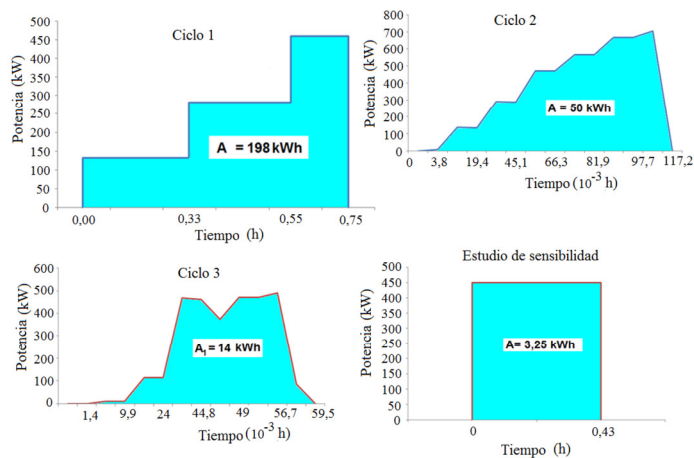 Ciclo 1
Potencia (kW)
500
450
400
350
300
250
200
150
100
50
0
A = 198 kWh
0,00 0,33 0,55 0,75
Tiempo (h)
Ciclo 2
Potencia (kW)
800
700
600
500
400
300
200
100
0
A = 50 kWh
3,8 19,4 45,1 66,3 81,9 97,7 117,2
Tiempo (10⁻³ h)
Ciclo 3
Potencia (kW)
600
500
400
300
200
100
0
A₁ = 14 kWh
1,4 9,9 24 44,8 49 56,7 59,5
Tiempo (10⁻³ h)
Estudio de sensibilidad
Potencia (kW)
500
450
400
350
300
250
200
150
100
50
0
A= 3,25 kWh
0 0,43
Tiempo (h)